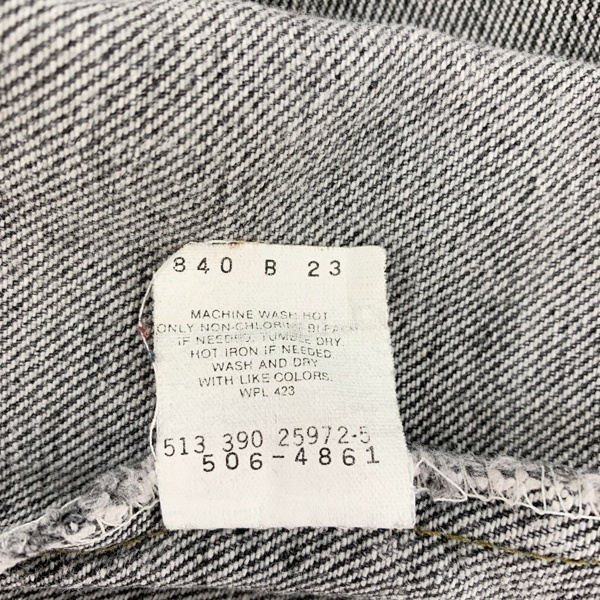 840 B 23
MACHINE WASH HOT
ONLY NON-CHLORINE BLEACH
IF NEEDED. TUMBLE DRY.
HOT IRON IF NEEDED.
WASH AND DRY
WITH LIKE COLORS.
WPL 423
513 390 25972-5
506-4861